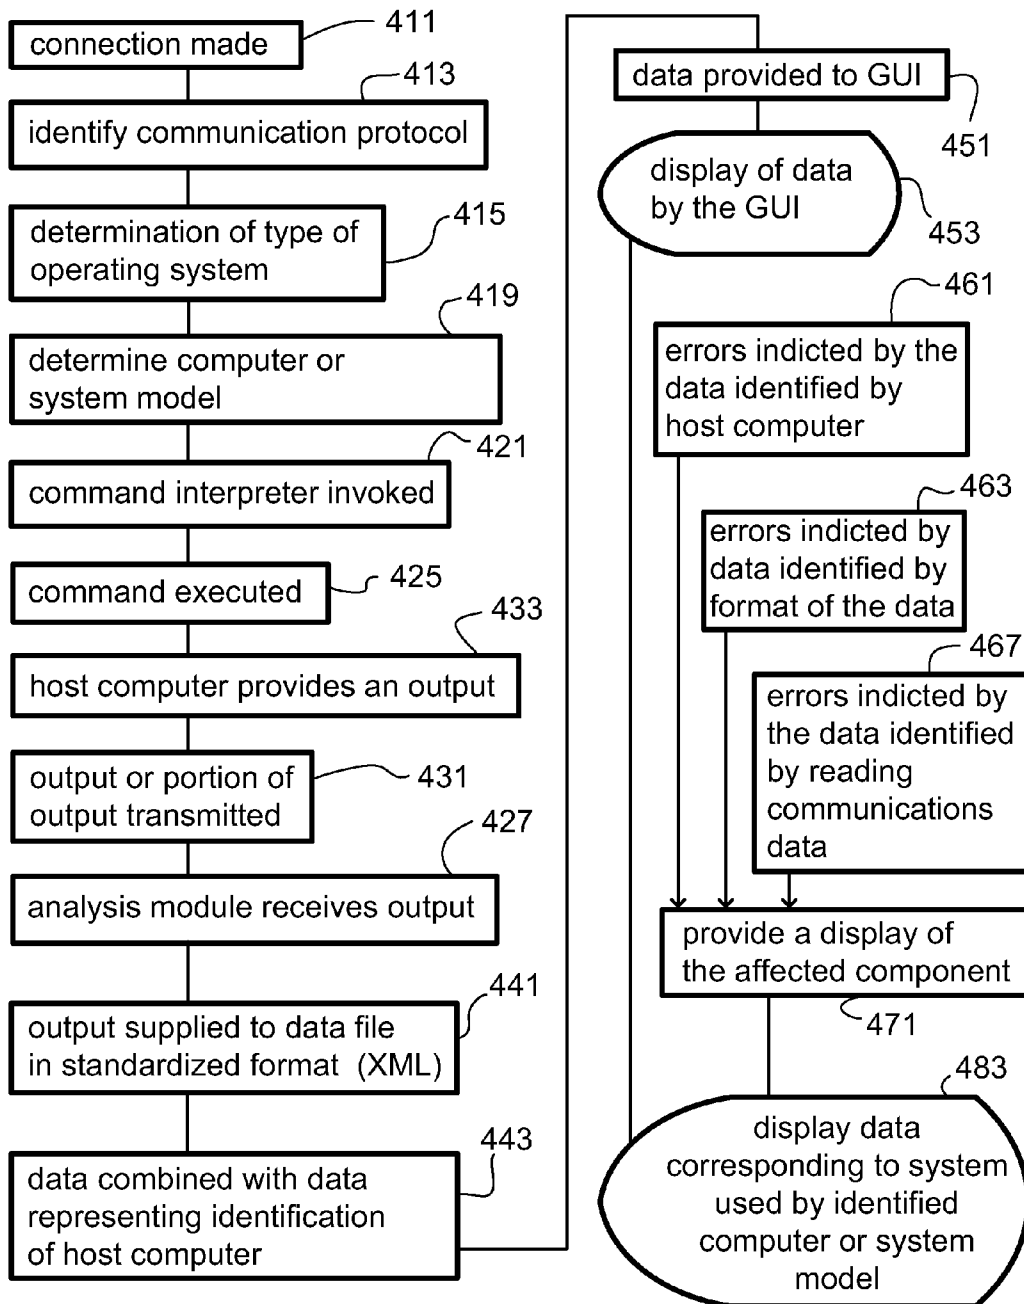 connection made
411
413
identify communication protocol
determination of type of
operating system
415
419
determine computer or
system model
421
command interpreter invoked
command executed
425
433
host computer provides an output
output or portion of
output transmitted
431
427
analysis module receives output
441
output supplied to data file
in standardized format (XML)
443
data combined with data
representing identification
of host computer
data provided to GUI
451
display of data
by the GUI
453
461
errors indicted by the
data identified by
host computer
463
errors indicted by
data identified by
format of the data
467
errors indicted by
the data identified
by reading
communications
data
provide a display of
the affected component
471
483
display data
corresponding to system
used by identified
computer or system
model